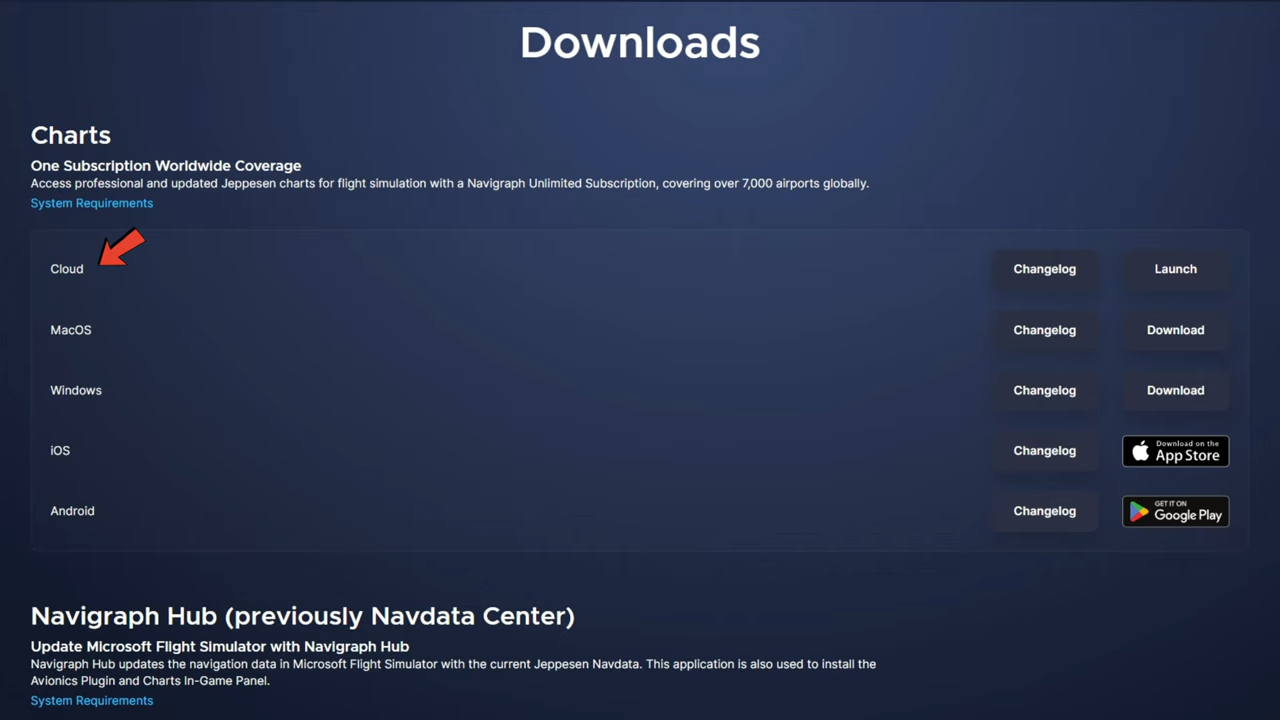 Downloads
Charts
One Subscription Worldwide Coverage
Access professional and updated Jeppesen charts for flight simulation with a Navigraph Unlimited Subscription, covering over 7,000 airports globally.
System Requirements
Cloud Changelog Launch
MacOS Changelog Download
Windows Changelog Download
iOS Changelog Download on the App Store
Android Changelog GET IT ON Google Play
Navigraph Hub (previously Navdata Center)
Update Microsoft Flight Simulator with Navigraph Hub
Navigraph Hub updates the navigation data in Microsoft Flight Simulator with the current Jeppesen Navdata. This application is also used to install the
Avionics Plugin and Charts In-Game Panel.
System Requirements